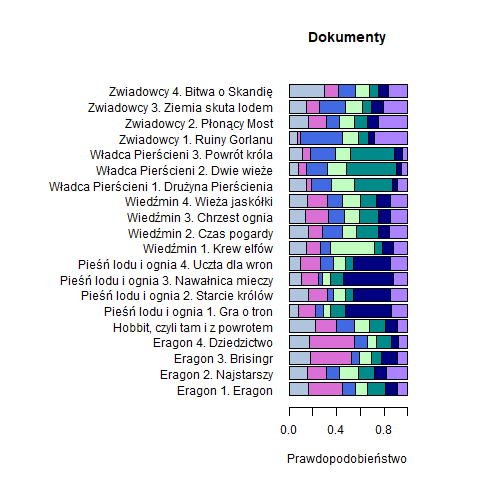 Dokumenty
Zwiadowcy 4. Bitwa o Skandię
Zwiadowcy 3. Ziemia skuta lodem
Zwiadowcy 2. Płonący Most
Zwiadowcy 1. Ruiny Gorlanu
Władca Pierścieni 3. Powrót króla
Władca Pierścieni 2. Dwie wieże
Władca Pierścieni 1. Drużyna Pierścienia
Wiedźmin 4. Wieża jaskółki
Wiedźmin 3. Chrzest ognia
Wiedźmin 2. Czas pogardy
Wiedźmin 1. Krew elfów
Pieśń lodu i ognia 4. Uczta dla wron
Pieśń lodu i ognia 3. Nawałnica mieczy
Pieśń lodu i ognia 2. Starcie królów
Pieśń lodu i ognia 1. Gra o tron
Hobbit, czyli tam i z powrotem
Eragon 4. Dziedzictwo
Eragon 3. Brisingr
Eragon 2. Najstarszy
Eragon 1. Eragon
0.0 0.4 0.8
Prawdopodobieństwo